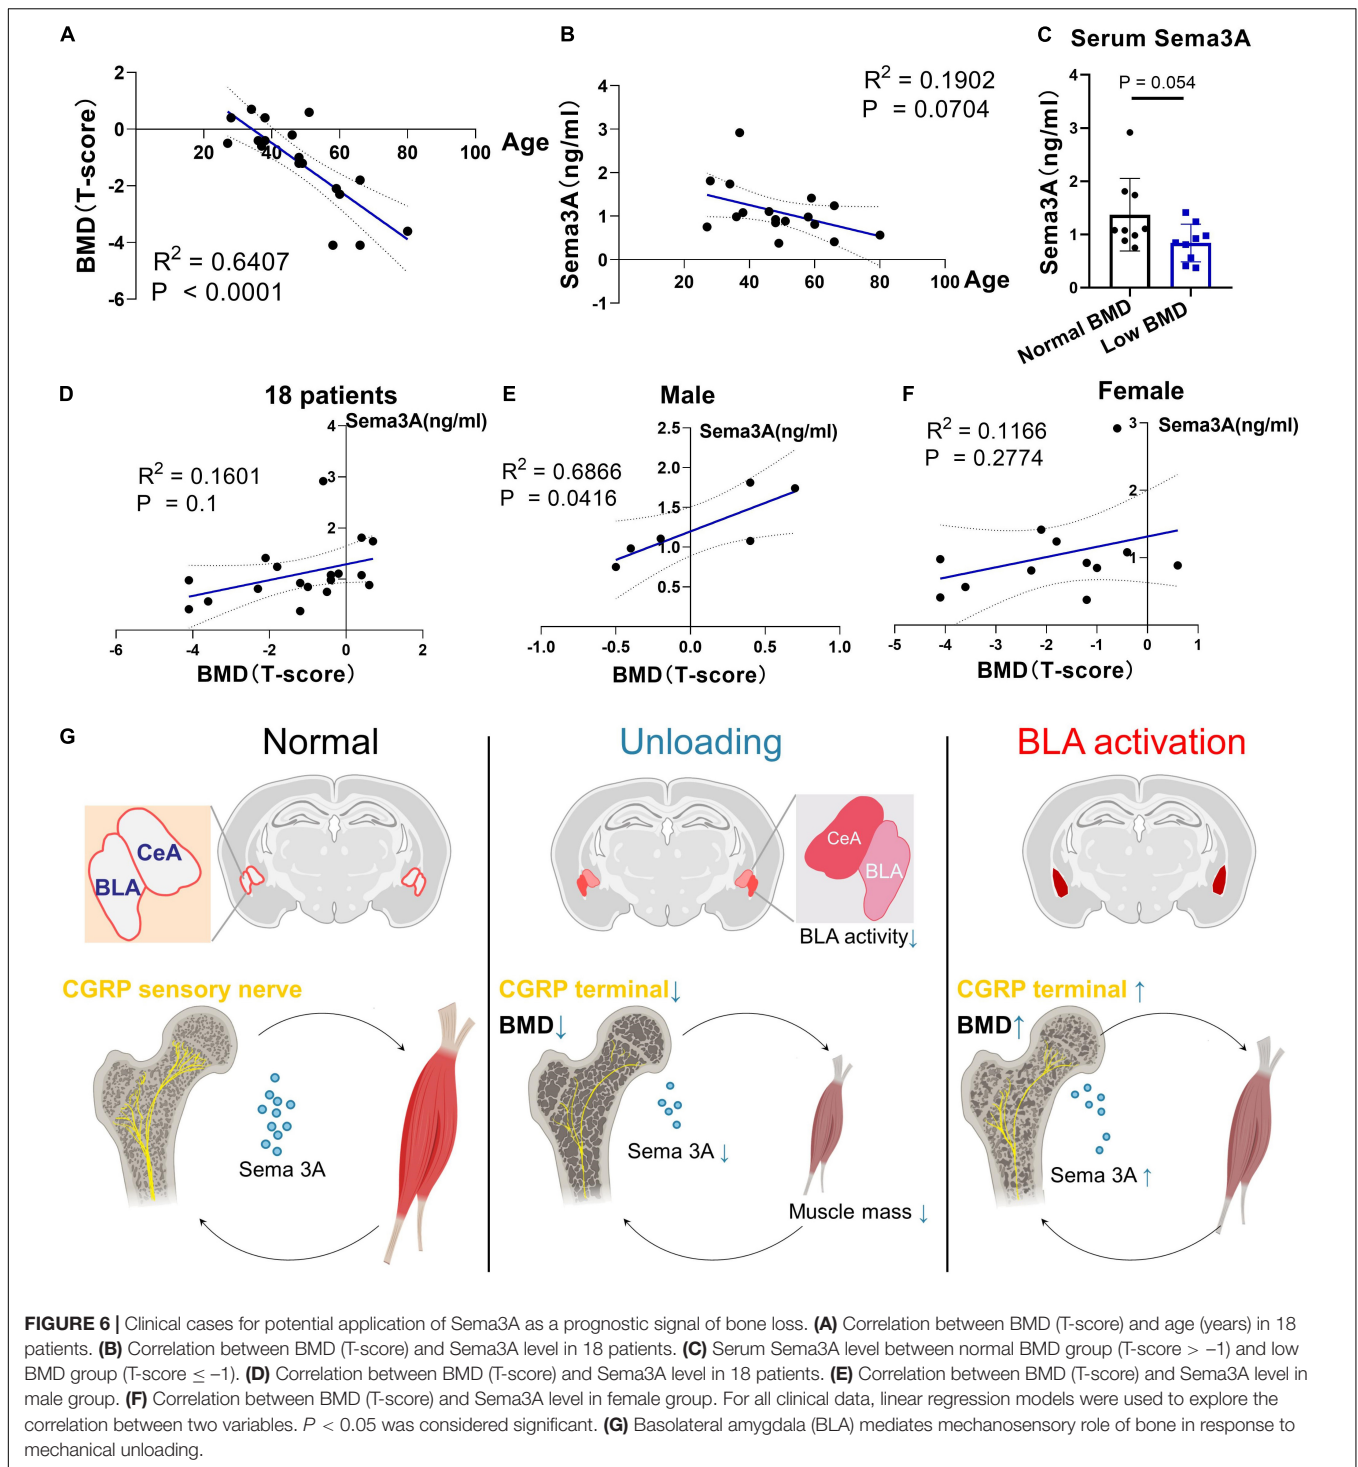 A
BMD(T-score)
2
0
-2
-4
-6
20
40
60
80
100
Age
R2 = 0.6407
P < 0.0001
B
Sema3A(ng/ml)
4
3
2
1
0
-1
20
40
60
80
100
Age
R2 = 0.1902
P = 0.0704
C
Serum Sema3A
P = 0.054
Sema3A(ng/ml)
4
3
2
1
0
Normal BMD
Low BMD
D
18 patients
Sema3A(ng/ml)
R2 = 0.1601
P = 0.1
4
3
2
1
-6
-4
-2
0
2
BMD(T-score)
E
Male
Sema3A(ng/ml)
R2 = 0.6866
P = 0.0416
2.5
2.0
1.5
1.0
0.5
-1.0
-0.5
0.0
0.5
1.0
BMD(T-score)
F
Female
Sema3A(ng/ml)
R2 = 0.1166
P = 0.2774
3
2
1
-5
-4
-3
-2
-1
0
1
BMD(T-score)
G
Normal
CeA
BLA
CGRP sensory nerve
Sema 3A
Unloading
CeA
BLA
BLA activity↓
CGRP terminal↓
BMD↓
Sema 3A ↓
Muscle mass ↓
BLA activation
CGRP terminal ↑
BMD↑
Sema 3A ↑
FIGURE 6 | Clinical cases for potential application of Sema3A as a prognostic signal of bone loss. (A) Correlation between BMD (T-score) and age (years) in 18
patients. (B) Correlation between BMD (T-score) and Sema3A level in 18 patients. (C) Serum Sema3A level between normal BMD group (T-score > −1) and low
BMD group (T-score ≤ −1). (D) Correlation between BMD (T-score) and Sema3A level in 18 patients. (E) Correlation between BMD (T-score) and Sema3A level in
male group. (F) Correlation between BMD (T-score) and Sema3A level in female group. For all clinical data, linear regression models were used to explore the
correlation between two variables. P < 0.05 was considered significant. (G) Basolateral amygdala (BLA) mediates mechanosensory role of bone in response to
mechanical unloading.